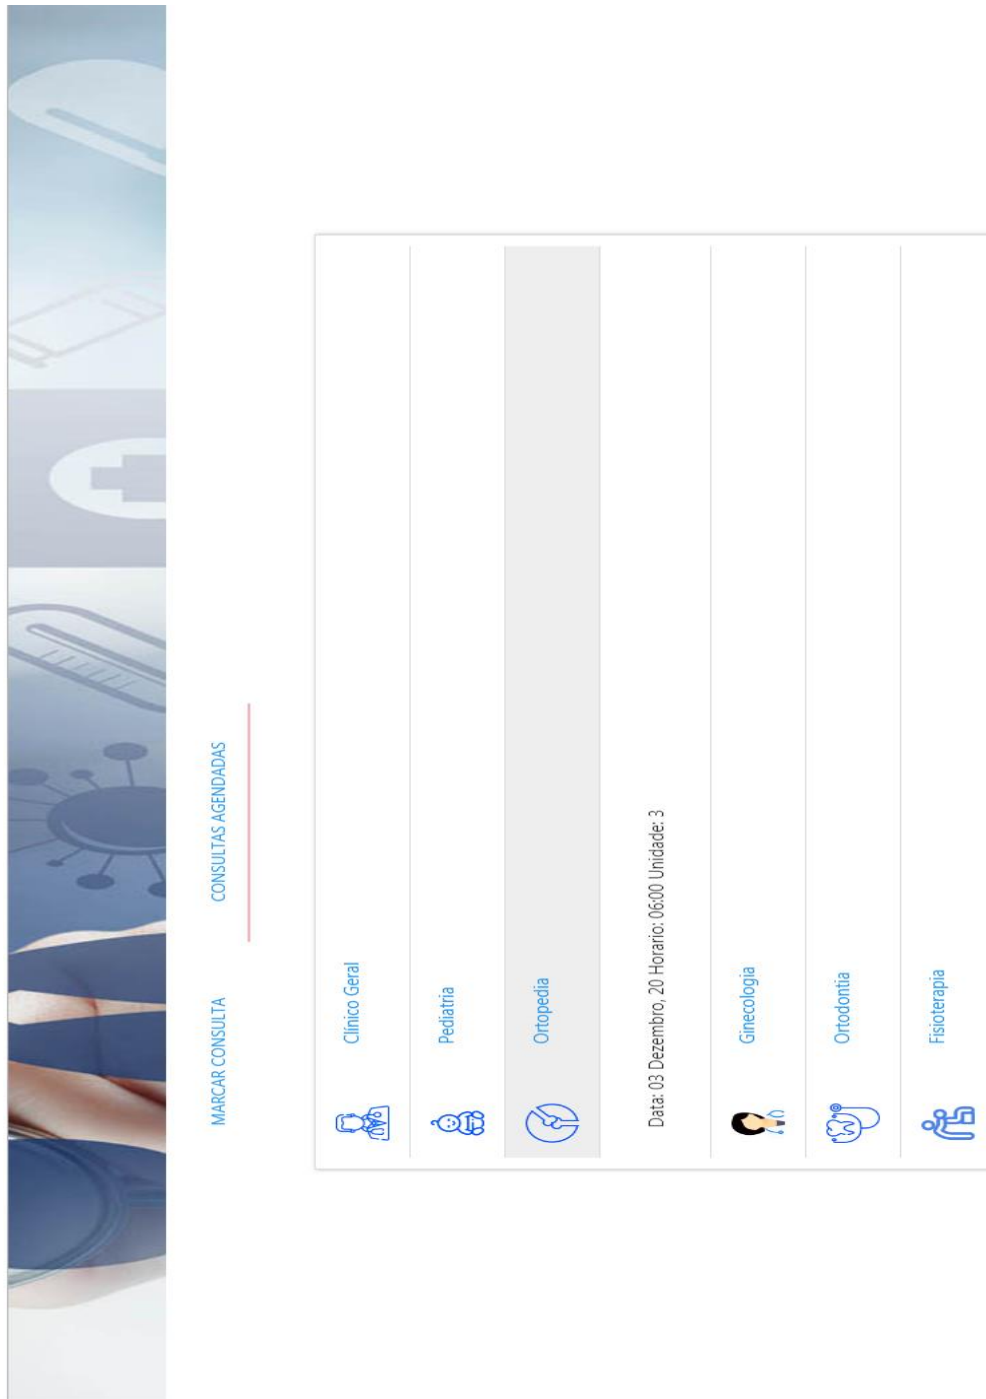 MARCAR CONSULTA
CONSULTAS AGENDADAS
Clínico Geral
Pediatria
Ortopedia
Data: 03 Dezembro, 20 Horario: 06:00 Unidade: 3
Ginecologia
Ortodontia
Fisioterapia